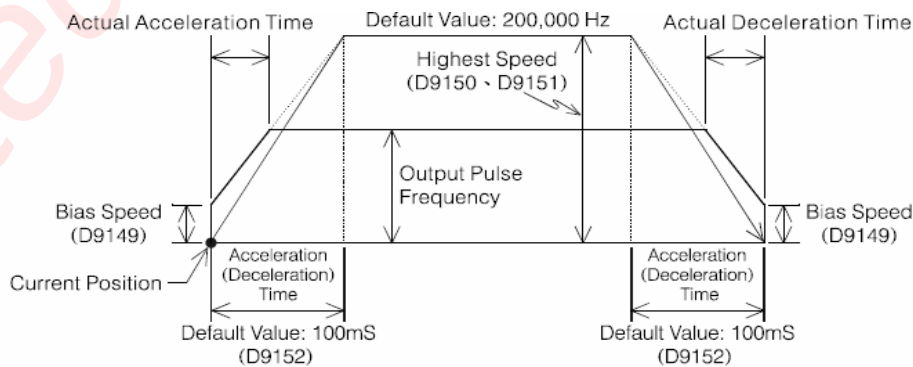 Actual Acceleration Time
Default Value: 200,000 Hz
Actual Deceleration Time
Highest Speed
(D9150、D9151)
Output Pulse
Frequency
Bias Speed
(D9149)
Bias Speed
(D9149)
Current Position
Acceleration
(Deceleration)
Time
Acceleration
(Deceleration)
Time
Default Value: 100mS
(D9152)
Default Value: 100mS
(D9152)